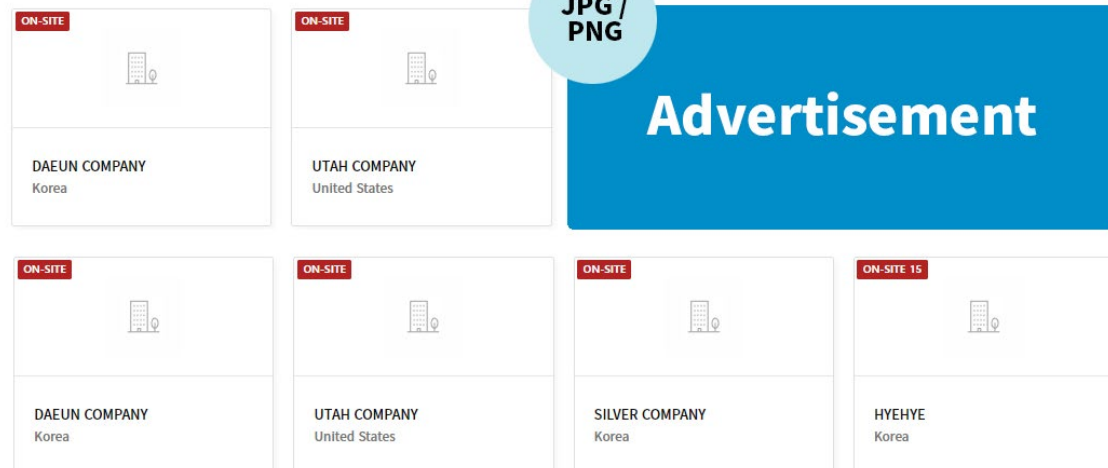 ON-SITE
DAEUN COMPANY
Korea
ON-SITE
UTAH COMPANY
United States
JPG /
PNG
Advertisement
ON-SITE
DAEUN COMPANY
Korea
ON-SITE
UTAH COMPANY
United States
ON-SITE
SILVER COMPANY
Korea
ON-SITE 15
HYEHYE
Korea